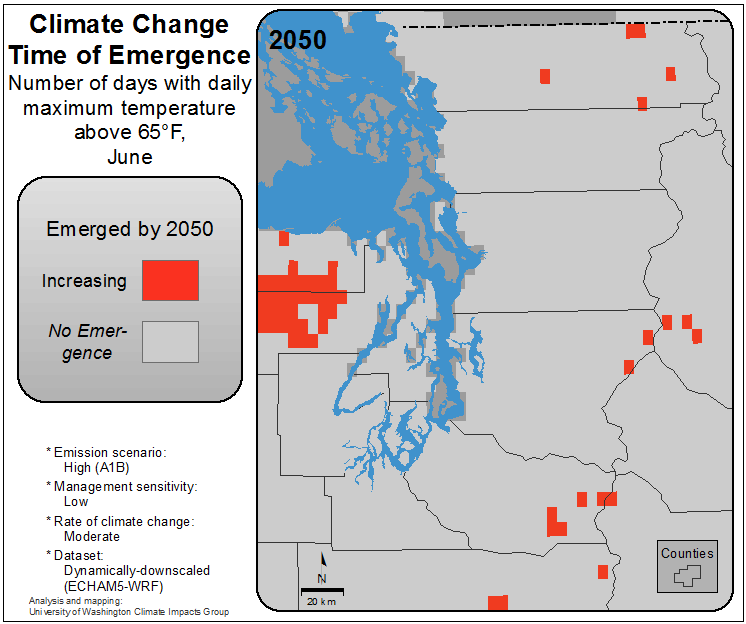 Climate Change
Time of Emergence
Number of days with daily
maximum temperature
above 65°F,
June
Emerged by 2050
Increasing
No Emer-
gence
* Emission scenario:
High (A1B)
* Management sensitivity:
Low
* Rate of climate change:
Moderate
* Dataset:
Dynamically-downscaled
(ECHAM5-WRF)
Analysis and mapping:
University of Washington Climate Impacts Group
2050
N
20 km
Counties